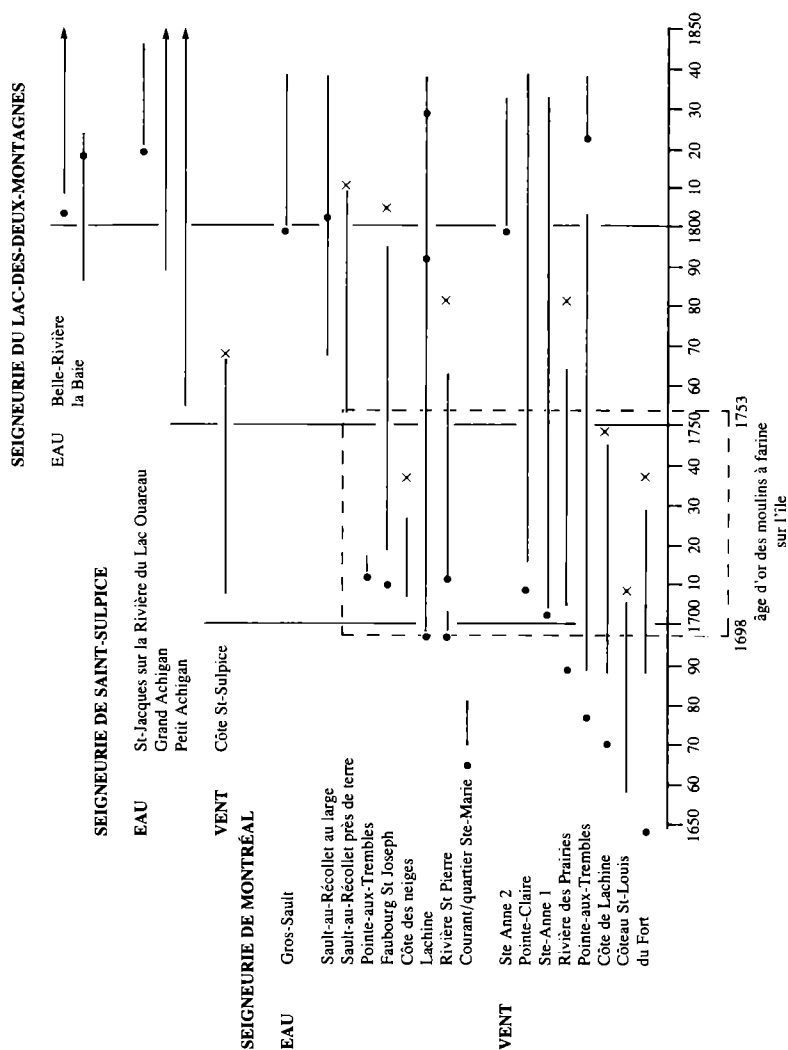 SEIGNEURIE DU LAC-DES-DEUX-MONTAGNES
EAU
Belle-Rivière
la Baie
SEIGNEURIE DE SAINT-SULPICE
EAU
St-Jacques sur la Rivière du Lac Ouareau
Grand Achigan
Petit Achigan
VENT
Côte St-Sulpice
SEIGNEURIE DE MONTRÉAL
EAU
Gros-Sault
Sault-au-Récollet au large
Sault-au-Récollet près de terre
Pointe-aux-Trembles
Faubourg St Joseph
Côte des neiges
Lachine
Rivière St Pierre
Courant/quartier Ste-Marie
VENT
Ste Anne 2
Pointe-Claire
Ste-Anne 1
Rivière des Prairies
Pointe-aux-Trembles
Côte de Lachine
Côteau St-Louis
du Fort
1650 60 70 80 90 1700 10 20 30 40 1750 60 70 80 90 1800 10 20 30 40 1850
1698 1753
âge d'or des moulins à farine
sur l'île